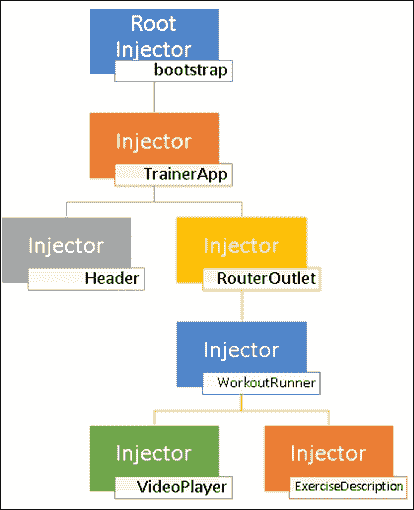 Root
Injector
bootstrap
Injector
TrainerApp
Injector
Header
Injector
RouterOutlet
Injector
WorkoutRunner
Injector
VideoPlayer
Injector
ExerciseDescription